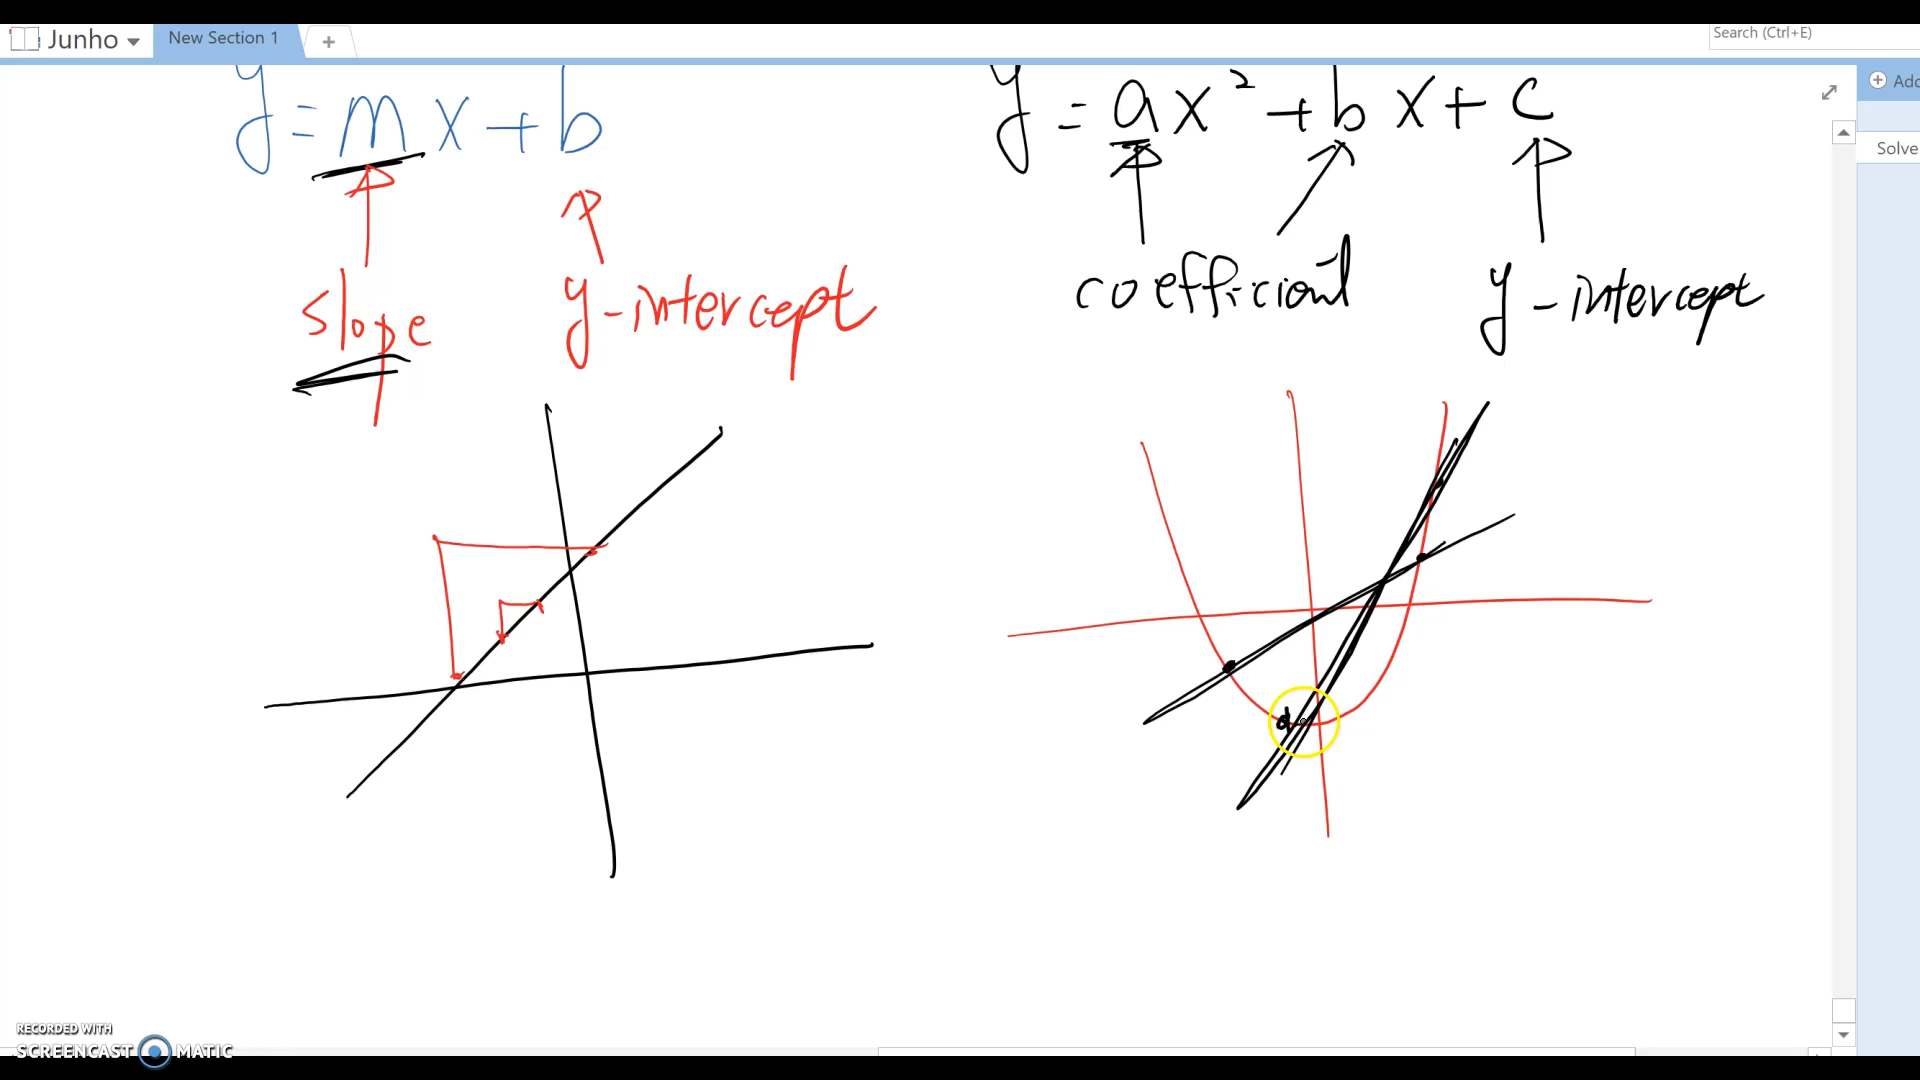 Junho New Section 1 + Search (Ctrl+E)
Add
Solve
y = mx + b
y = ax² + bx + c
slope y-intercept
coefficient y-intercept
RECORDED WITH
SCREENCAST MATIC